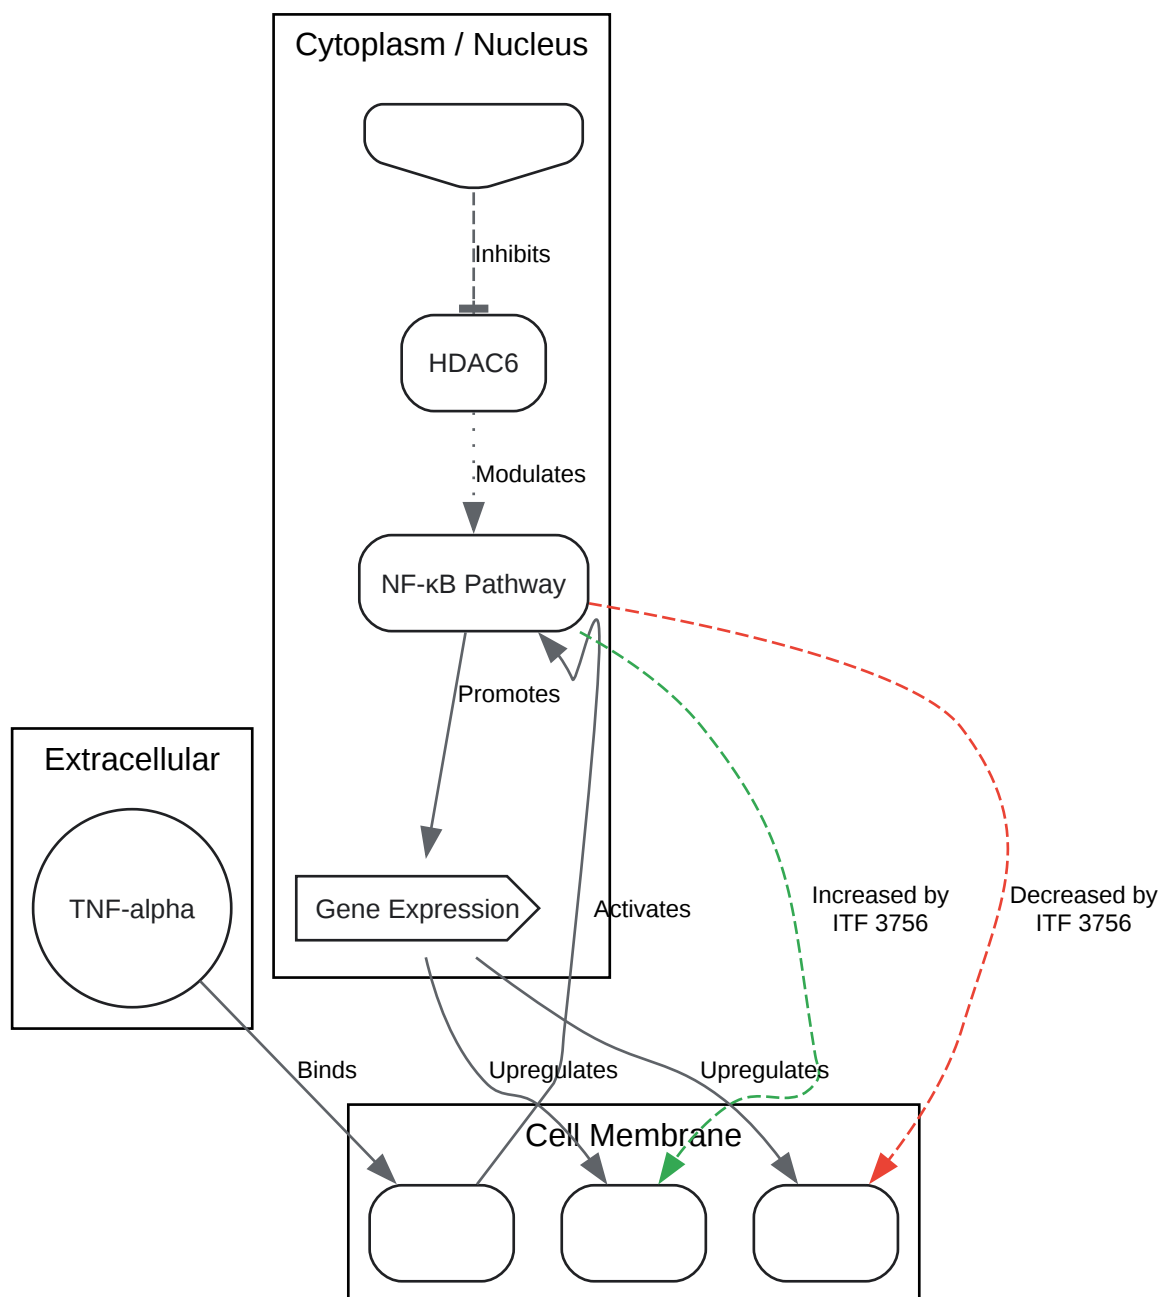 Cytoplasm / Nucleus
Inhibits
HDAC6
Modulates
NF-κB Pathway
Promotes
Extracellular
TNF-alpha
Gene Expression
Activates
Increased by
ITF 3756
Decreased by
ITF 3756
Binds
Upregulates
Upregulates
Cell Membrane